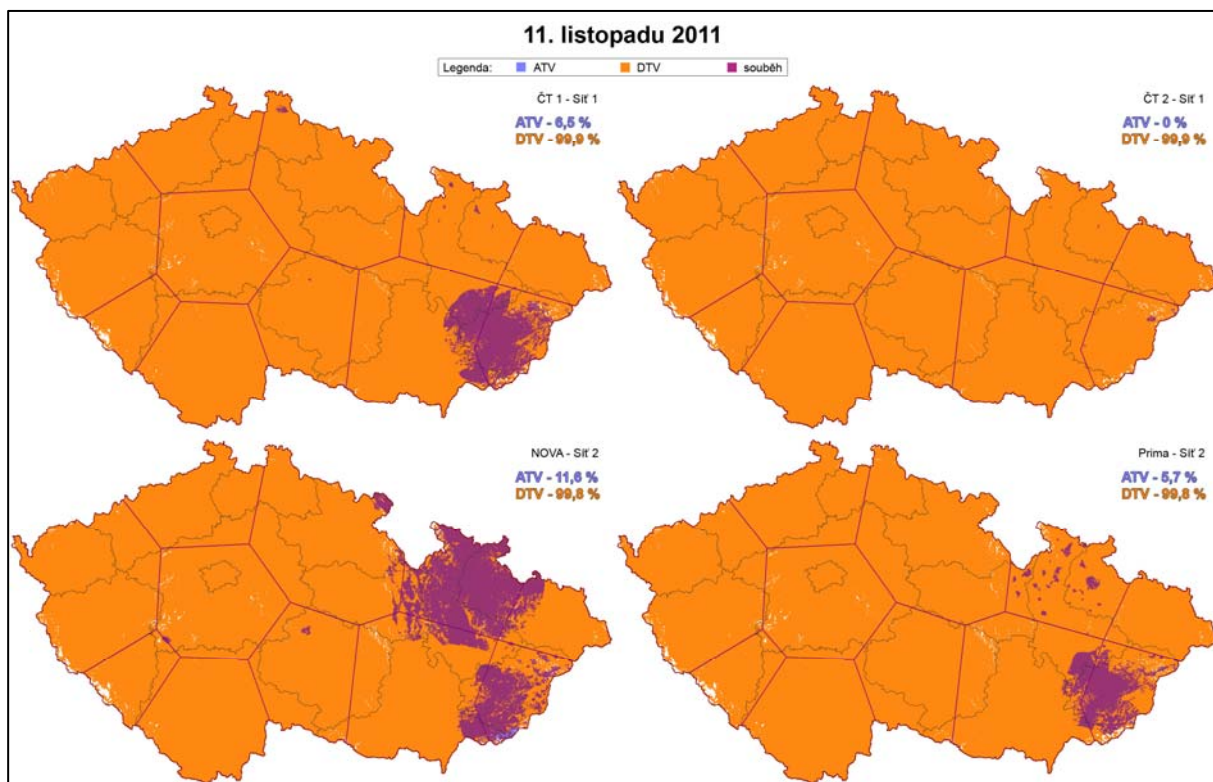 11. listopadu 2011
Legenda: ATV DTV souběh
ČT 1 - Síť 1
ATV - 6,5 %
DTV - 99,9 %
ČT 2 - Síť 1
ATV - 0 %
DTV - 99,9 %
NOVA - Síť 2
ATV - 11,6 %
DTV - 99,8 %
Prima - Síť 2
ATV - 5,7 %
DTV - 99,8 %